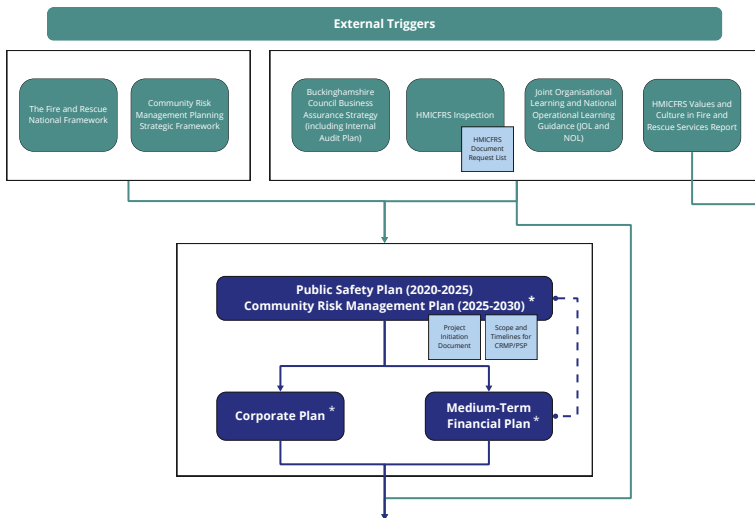 External Triggers
The Fire and Rescue
National Framework
Community Risk
Management Planning
Strategic Framework
Buckinghamshire
Council Business
Assurance Strategy
(including Internal
Audit Plan)
HMICFRS Inspection
HMICFRS
Document
Request List
Joint Organisational
Learning and National
Operational Learning
Guidance (JOL and
NOL)
HMICFRS Values and
Culture in Fire and
Rescue Services Report
Public Safety Plan (2020-2025)
Community Risk Management Plan (2025-2030) *
Project
Initiation
Document
Scope and
Timelines for
CRMP/PSP
Corporate Plan *
Medium-Term
Financial Plan *